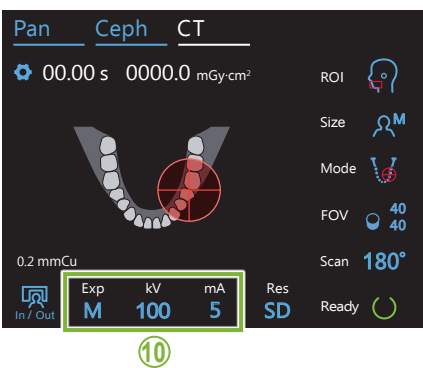 Pan Ceph CT
00.00 s 0000.0 mGy·cm²
ROI
Size M
Mode
FOV 40
40
0.2 mmCu
Scan 180°
Exp kV mA Res
In / Out M 100 5 SD
Ready
10